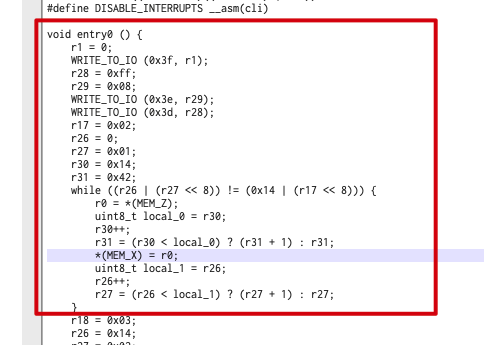 #define DISABLE_INTERRUPTS __asm(cli)
void entry0 () {
r1 = 0;
WRITE_TO_IO (0x3f, r1);
r28 = 0xff;
r29 = 0x08;
WRITE_TO_IO (0x3e, r29);
WRITE_TO_IO (0x3d, r28);
r17 = 0x02;
r26 = 0;
r27 = 0x01;
r30 = 0x14;
r31 = 0x42;
while ((r26 | (r27 << 8)) != (0x14 | (r17 << 8))) {
r0 = *(MEM_Z);
uint8_t local_0 = r30;
r30++;
r31 = (r30 < local_0) ? (r31 + 1) : r31;
*(MEM_X) = r0;
uint8_t local_1 = r26;
r26++;
r27 = (r26 < local_1) ? (r27 + 1) : r27;
}
r18 = 0x03;
r26 = 0x14;